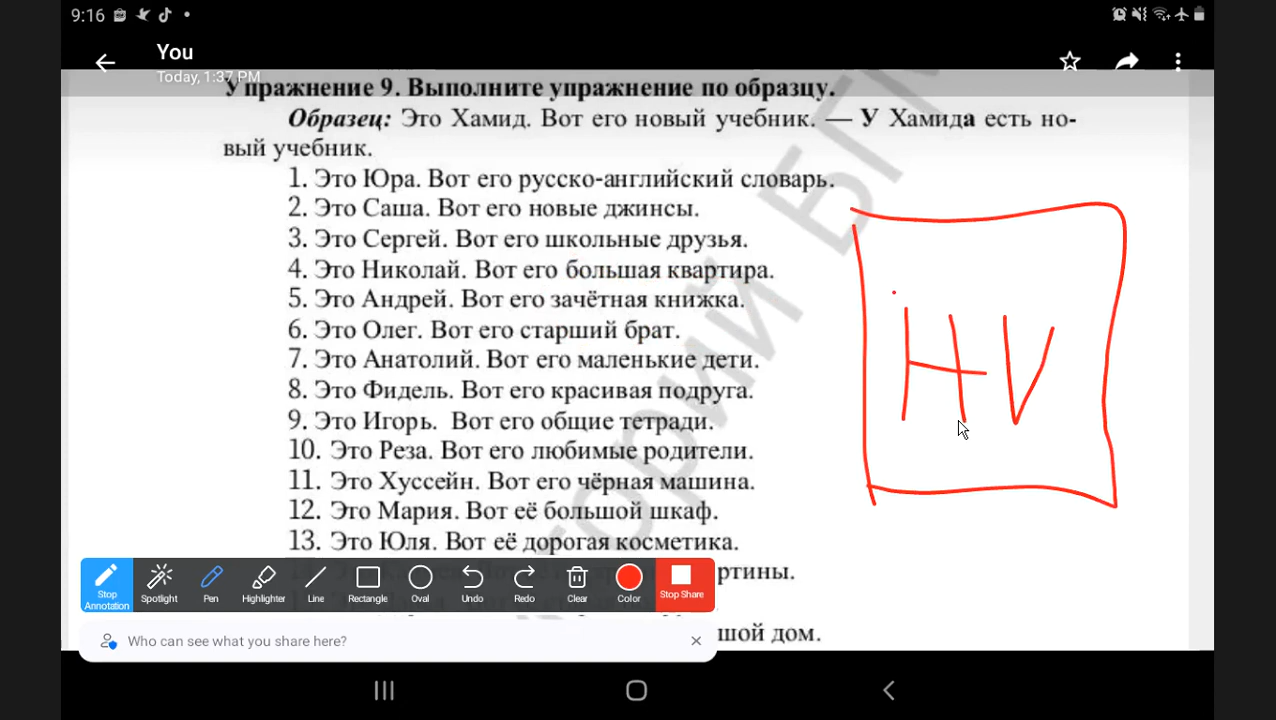 9:16
You
Today, 1:37 PM
Упражнение 9. Выполните упражнение по образцу.
Образец: Это Хамид. Вот его новый учебник. — У Хамида есть но-
вый учебник.
1. Это Юра. Вот его русско-английский словарь.
2. Это Саша. Вот его новые джинсы.
3. Это Сергей. Вот его школьные друзья.
4. Это Николай. Вот его большая квартира.
5. Это Андрей. Вот его зачётная книжка.
6. Это Олег. Вот его старший брат.
7. Это Анатолий. Вот его маленькие дети.
8. Это Фидель. Вот его красивая подруга.
9. Это Игорь. Вот его общие тетради.
10. Это Реза. Вот его любимые родители.
11. Это Хуссейн. Вот его чёрная машина.
12. Это Мария. Вот её большой шкаф.
13. Это Юля. Вот её дорогая косметика.
ртины.
шой дом.
HV
Stop Annotation
Spotlight
Pen
Highlighter
Line
Rectangle
Oval
Undo
Redo
Clear
Color
Stop Share
Who can see what you share here?